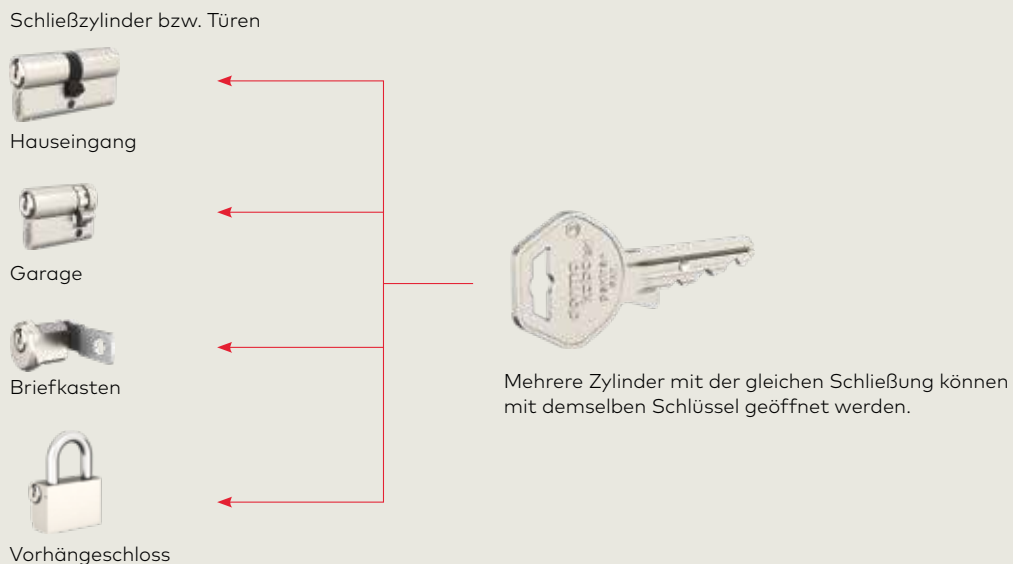 Schließzylinder bzw. Türen
Hauseingang
Garage
Briefkasten
Vorhängeschloss
Mehrere Zylinder mit der gleichen Schließung können
mit demselben Schlüssel geöffnet werden.